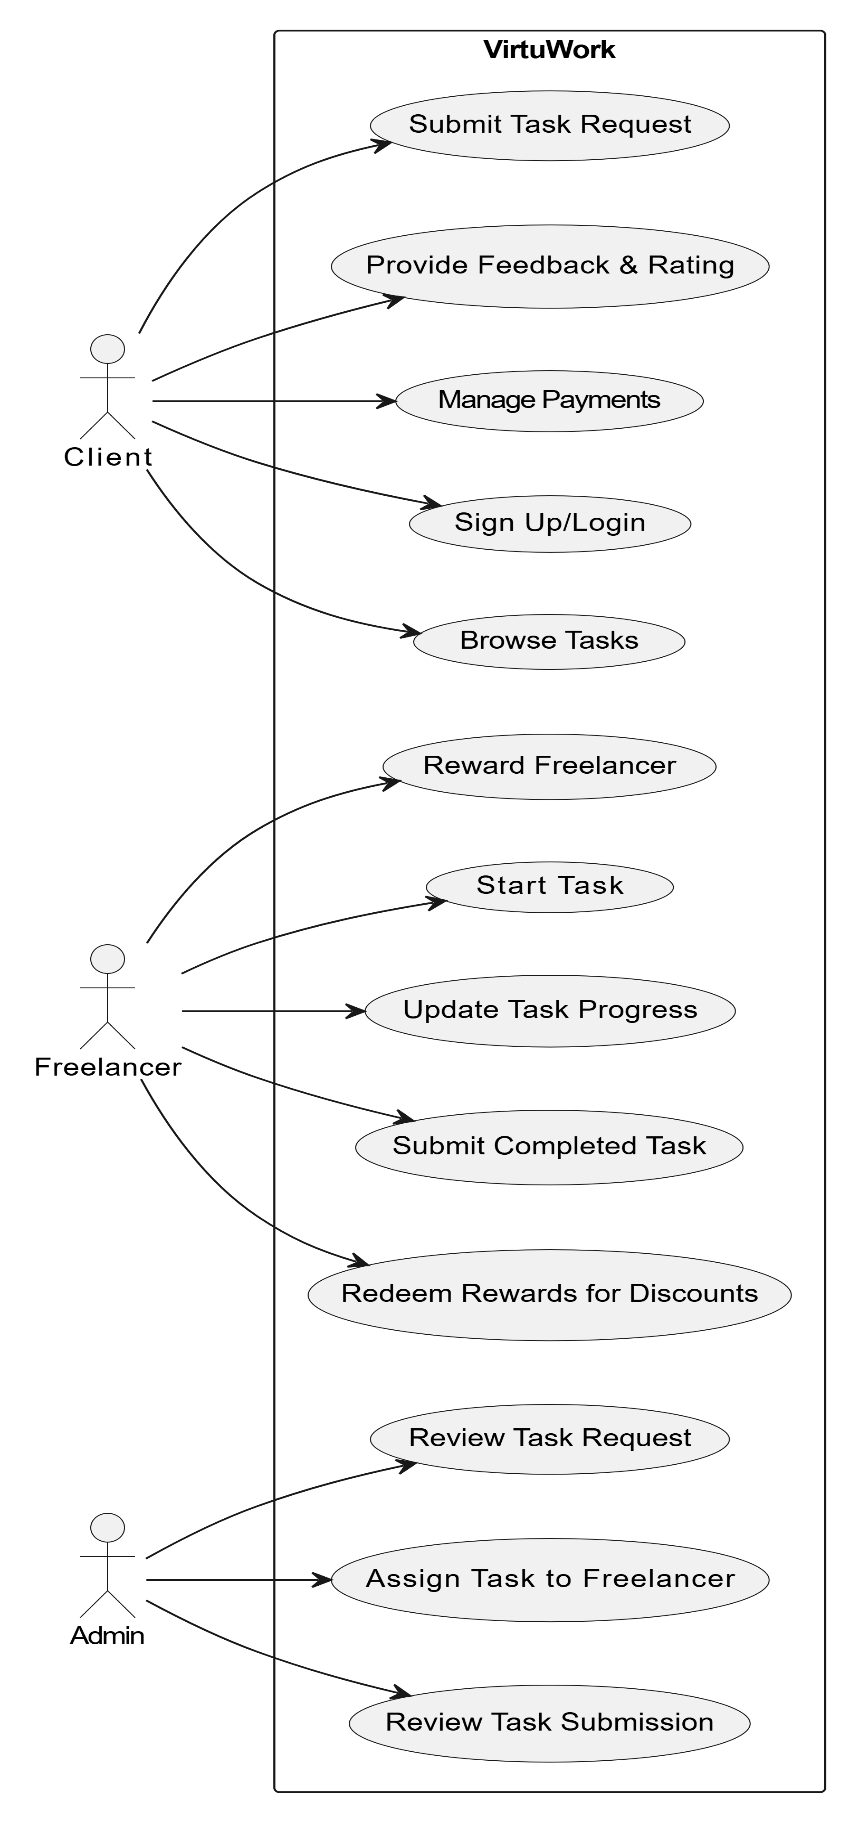 VirtuWork
Submit Task Request
Provide Feedback & Rating
Manage Payments
Client
Sign Up/Login
Browse Tasks
Reward Freelancer
Start Task
Update Task Progress
Freelancer
Submit Completed Task
Redeem Rewards for Discounts
Review Task Request
Assign Task to Freelancer
Admin
Review Task Submission